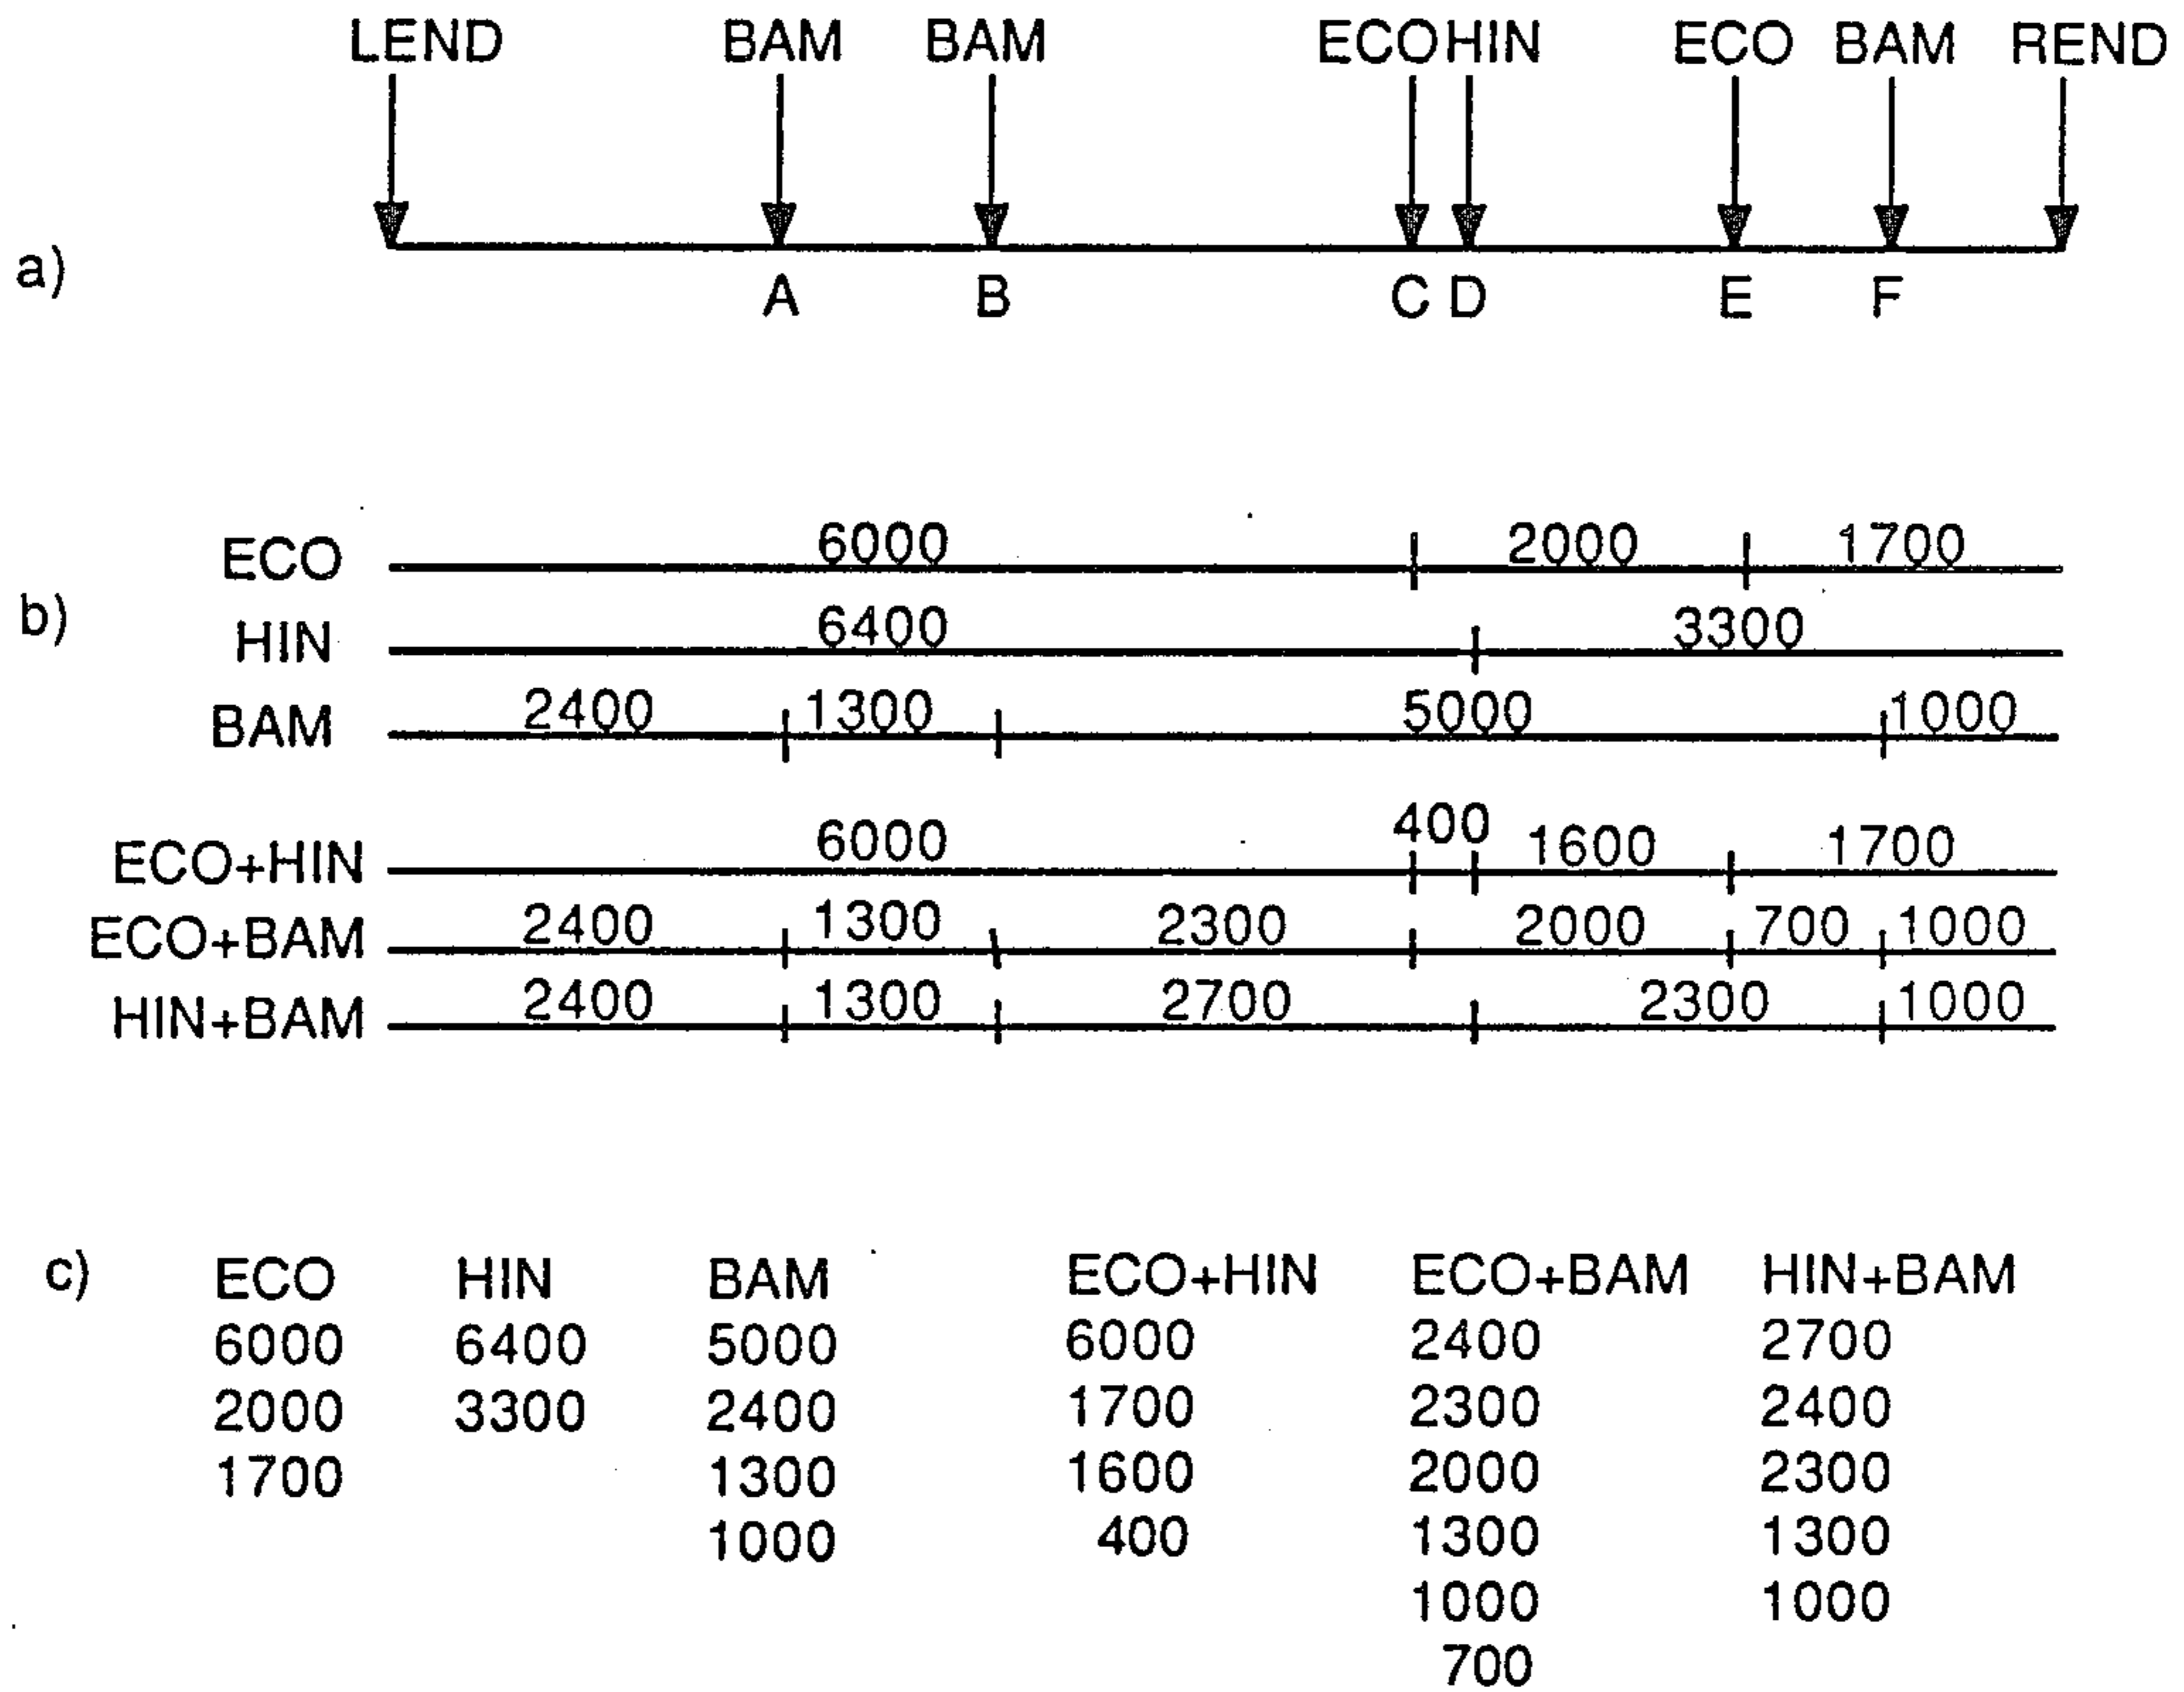 LEND BAM BAM ECO HIN ECO BAM REND
a)
A B C D E F
b)
ECO 6000 2000 1700
HIN 6400 3300
BAM 2400 1300 5000 1000
ECO+HIN 6000 400 1600 1700
ECO+BAM 2400 1300 2300 2000 700 1000
HIN+BAM 2400 1300 2700 2300 1000
c) ECO HIN BAM ECO+HIN ECO+BAM HIN+BAM
6000 6400 5000 6000 2400 2700
2000 3300 2400 1700 2300 2400
1700 1300 1600 2000 2300
1000 400 1300 1300
1000 1000
700